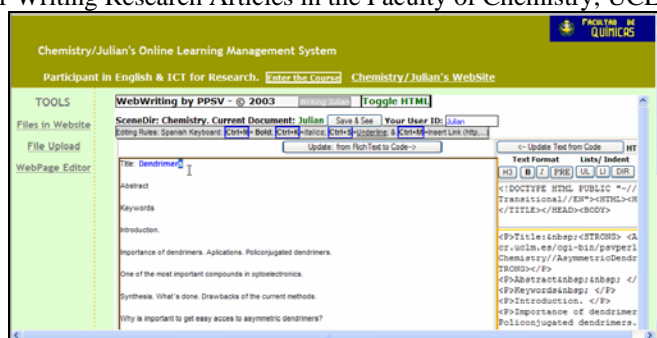 r Writing Research Articles in the Faculty of Chemistry, UCL
FACULTAD DE
QUÍMICAS
Chemistry/Julian's Online Learning Management System
Participant in English & ICT for Research. Enter the Course Chemistry/Julian's WebSite
TOOLS
Files in Website
File Upload
WebPage Editor
WebWriting by PPSV - © 2003 Writing Julian Toggle HTML
SceneDir: Chemistry. Current Document: Julian Save & See Your User ID: Julian
Editing Rules: Spanish Keyboard: Ctrl+N= Bold; Ctrl+K=Italics; Ctrl+S=Underline; & Ctrl+M=Insert Link (http,...)
Update: from RichText to Code-->
<-- Update Text from Code HT
Text Format Lists/ Indent
H3 B I PRE UL LI DIR
Title: Dendrimers
Abstract
Keywords
Introduction.
Importance of dendrimers. Aplications. Policonjugated dendrimers.
One of the most important compounds in optoelectronics.
Synthesis. What's done. Drawbacks of the current methods.
Why is important to get easy acces to asymmetric dendrimers?
<!DOCTYPE HTML PUBLIC "-//
Transitional//EN"><HTML><H
</TITLE></HEAD><BODY>
<P>Title:&nbsp;<STRONG> <A
cr.uclm.es/cgi-bin/psvperl
Chemistry//AsymmetricDendr
TRONG></P>
<P>Abstract&nbsp;&nbsp; </
<P>Keywords&nbsp; </P>
<P>Introduction. </P>
<P>Importance of dendrimer
Policonjugated dendrimers.